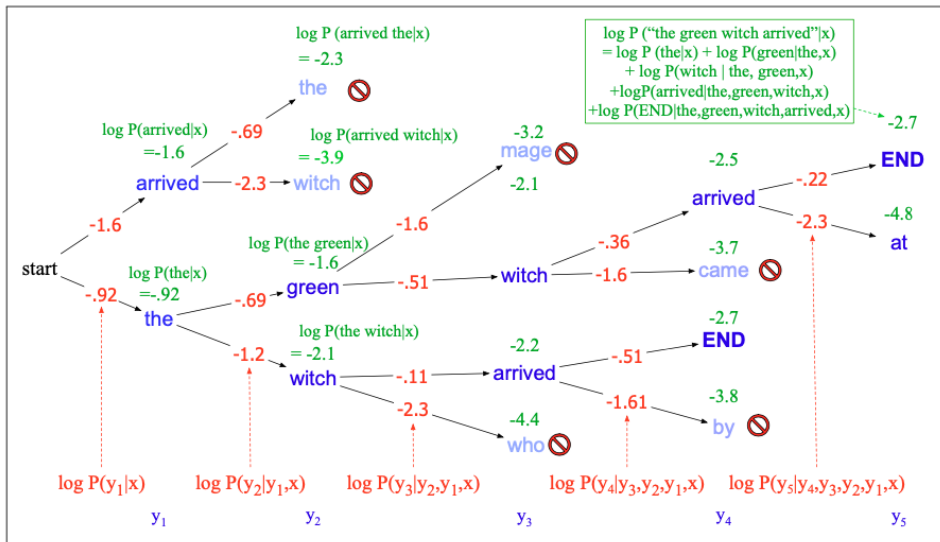 log P (arrived the|x)
= -2.3
the
log P(arrived|x)
=-1.6
arrived
-.69
log P(arrived witch|x)
= -3.9
-2.3
witch
-1.6
start
-.92
log P(the|x)
=-.92
the
-.69
log P(the green|x)
= -1.6
green
-1.2
log P(the witch|x)
= -2.1
witch
-3.2
mage
-1.6
-2.1
-.51
witch
-2.2
-.11
arrived
-2.3
-4.4
who
log P ("the green witch arrived"|x)
= log P (the|x) + log P(green|the,x)
+ log P(witch | the, green,x)
+logP(arrived|the,green,witch,x)
+log P(END|the,green,witch,arrived,x)
-2.5
arrived
-.36
-1.6
-3.7
came
-2.7
END
-.51
-1.61
-3.8
by
-2.7
END
-.22
-2.3
-4.8
at
log P(y1|x)
log P(y2|y1,x)
log P(y3|y2,y1,x)
log P(y4|y3,y2,y1,x)
log P(y5|y4,y3,y2,y1,x)
y1
y2
y3
y4
y5